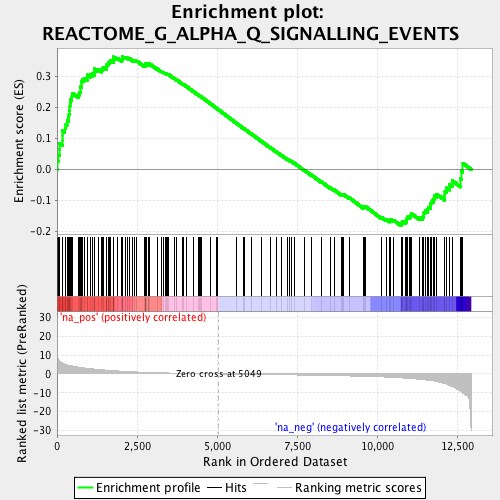 Enrichment plot:
REACTOME_G_ALPHA_Q_SIGNALLING_EVENTS
Enrichment score (ES)
0.3
0.2
0.1
0.0
-0.1
-0.2
'na_pos' (positively correlated)
Ranked list metric (PreRanked)
30
20
10
0
-10
-20
-30
Zero cross at 5049
'na_neg' (negatively correlated)
0
2,500
5,000
7,500
10,000
12,500
Rank in Ordered Dataset
Enrichment profile
Hits
Ranking metric scores